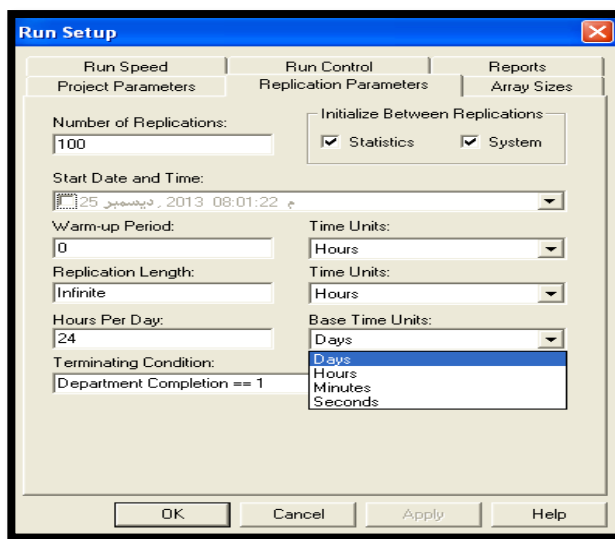 Run Setup
Run Speed
Run Control
Reports
Project Parameters
Replication Parameters
Array Sizes
Number of Replications:
100
Initialize Between Replications
Statistics
System
Start Date and Time:
25 ديسمبر, 2013 08:01:22 م
Warm-up Period:
Time Units:
0
Hours
Replication Length:
Time Units:
Infinite
Hours
Hours Per Day:
Base Time Units:
24
Days
Terminating Condition:
Department Completion == 1
Days
Hours
Minutes
Seconds
OK
Cancel
Apply
Help